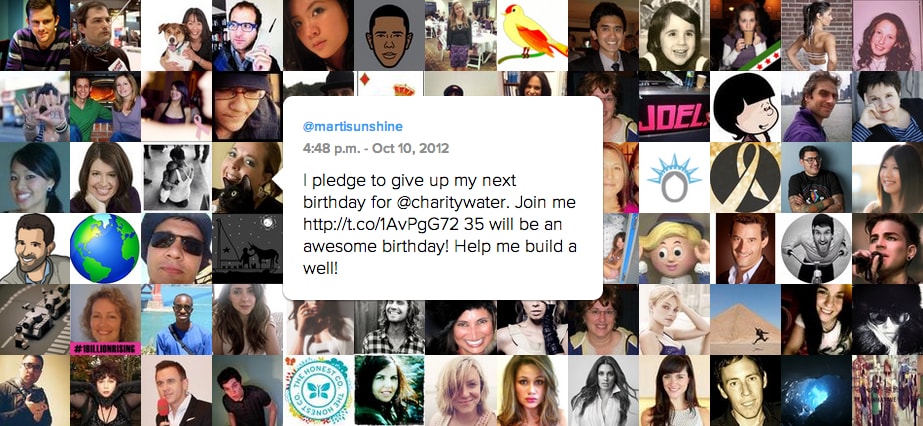 JOEL
@martisunshine
4:48 p.m. - Oct 10, 2012
I pledge to give up my next
birthday for @charitywater. Join me
http://t.co/1AvPgG72 35 will be an
awesome birthday! Help me build a
well!
#1BILLIONRISING
THE HONEST CO.
THE HONEST CO.